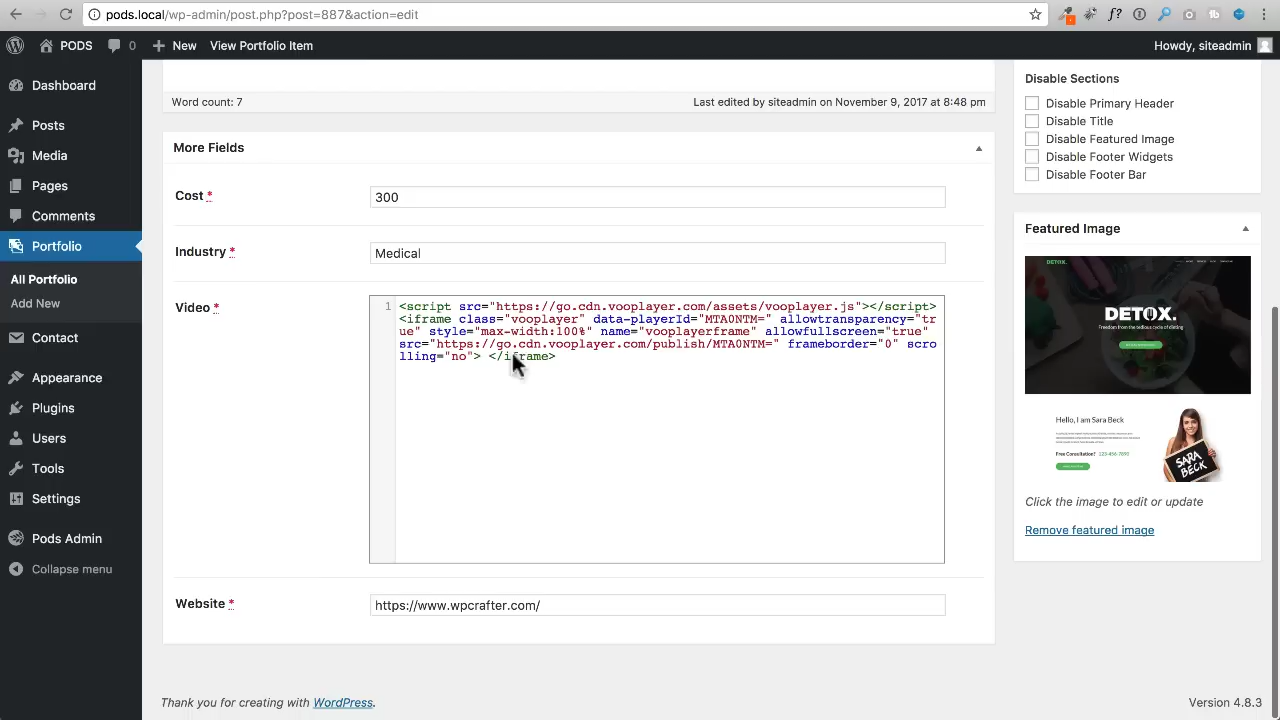 pods.local/wp-admin/post.php?post=887&action=edit
PODS
0
New
View Portfolio Item
Howdy, siteadmin
Dashboard
Posts
Media
Pages
Comments
Portfolio
All Portfolio
Add New
Contact
Appearance
Plugins
Users
Tools
Settings
Pods Admin
Collapse menu
Word count: 7
Last edited by siteadmin on November 9, 2017 at 8:48 pm
More Fields
Cost *
300
Industry *
Medical
Video *
1
<script src="https://go.cdn.vooplayer.com/assets/vooplayer.js"></script>
<iframe class="vooplayer" data-playerId="MTA0NTM=" allowtransparency="tr
ue" style="max-width:100%" name="vooplayerframe" allowfullscreen="true"
src="https://go.cdn.vooplayer.com/publish/MTA0NTM=" frameborder="0" scro
lling="no"> </iframe>
Website *
https://www.wpcrafter.com/
Disable Sections
Disable Primary Header
Disable Title
Disable Featured Image
Disable Footer Widgets
Disable Footer Bar
Featured Image
DETOX.
DETOX.
Freedom from the tedious cycle of dieting
Hello, I am Sara Beck
Free Consultation? 123-456-7890
SARA
BECK
Click the image to edit or update
Remove featured image
Thank you for creating with WordPress.
Version 4.8.3